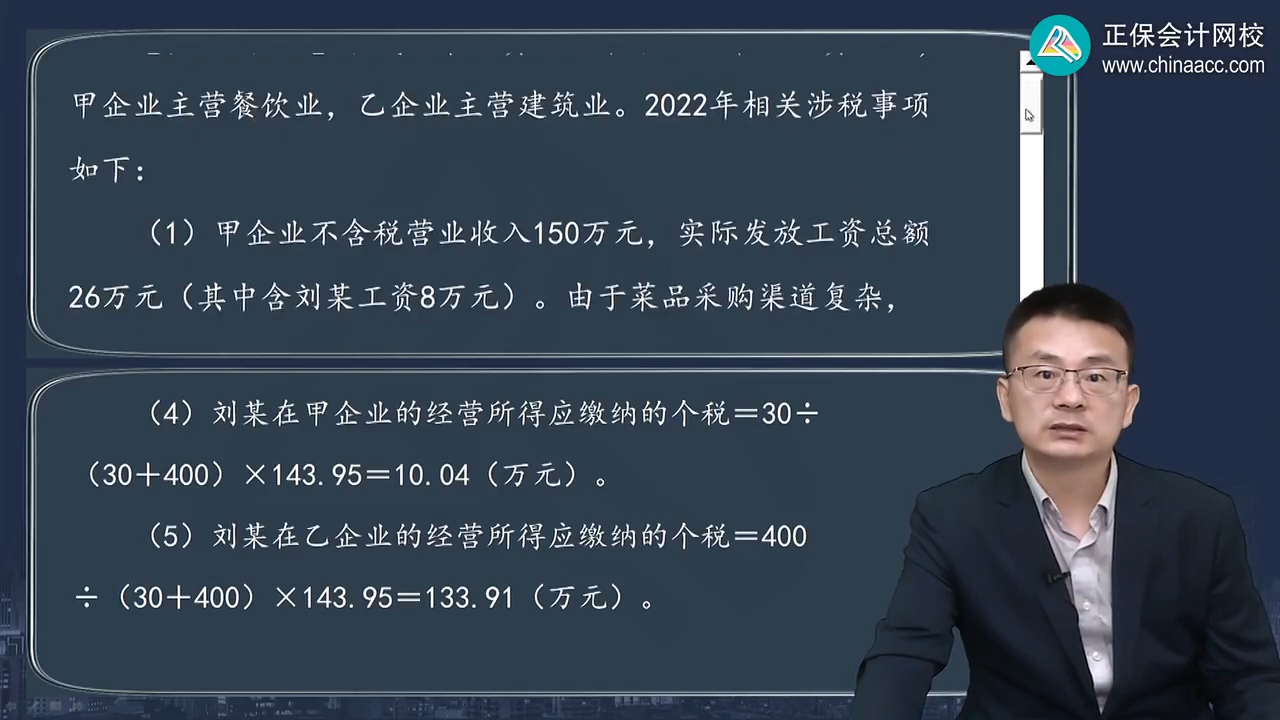 正保会计网校
www.chinaacc.com
甲企业主营餐饮业，乙企业主营建筑业。2022年相关涉税事项
如下：
（1）甲企业不含税营业收入150万元，实际发放工资总额
26万元（其中含刘某工资8万元）。由于菜品采购渠道复杂，
（4）刘某在甲企业的经营所得应缴纳的个税＝30÷
（30＋400）×143.95＝10.04（万元）。
（5）刘某在乙企业的经营所得应缴纳的个税＝400
÷（30＋400）×143.95＝133.91（万元）。